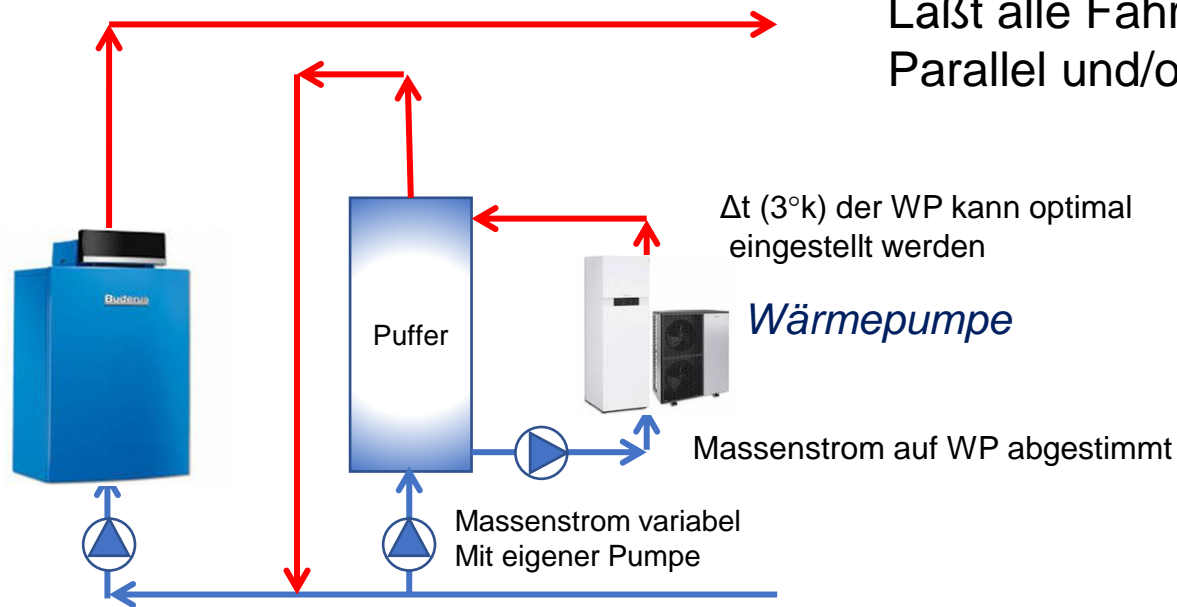 Läßt alle Fahr
Parallel und/o
Δt (3°k) der WP kann optimal
eingestellt werden
Buderus
Puffer
Wärmepumpe
Massenstrom auf WP abgestimmt
Massenstrom variabel
Mit eigener Pumpe